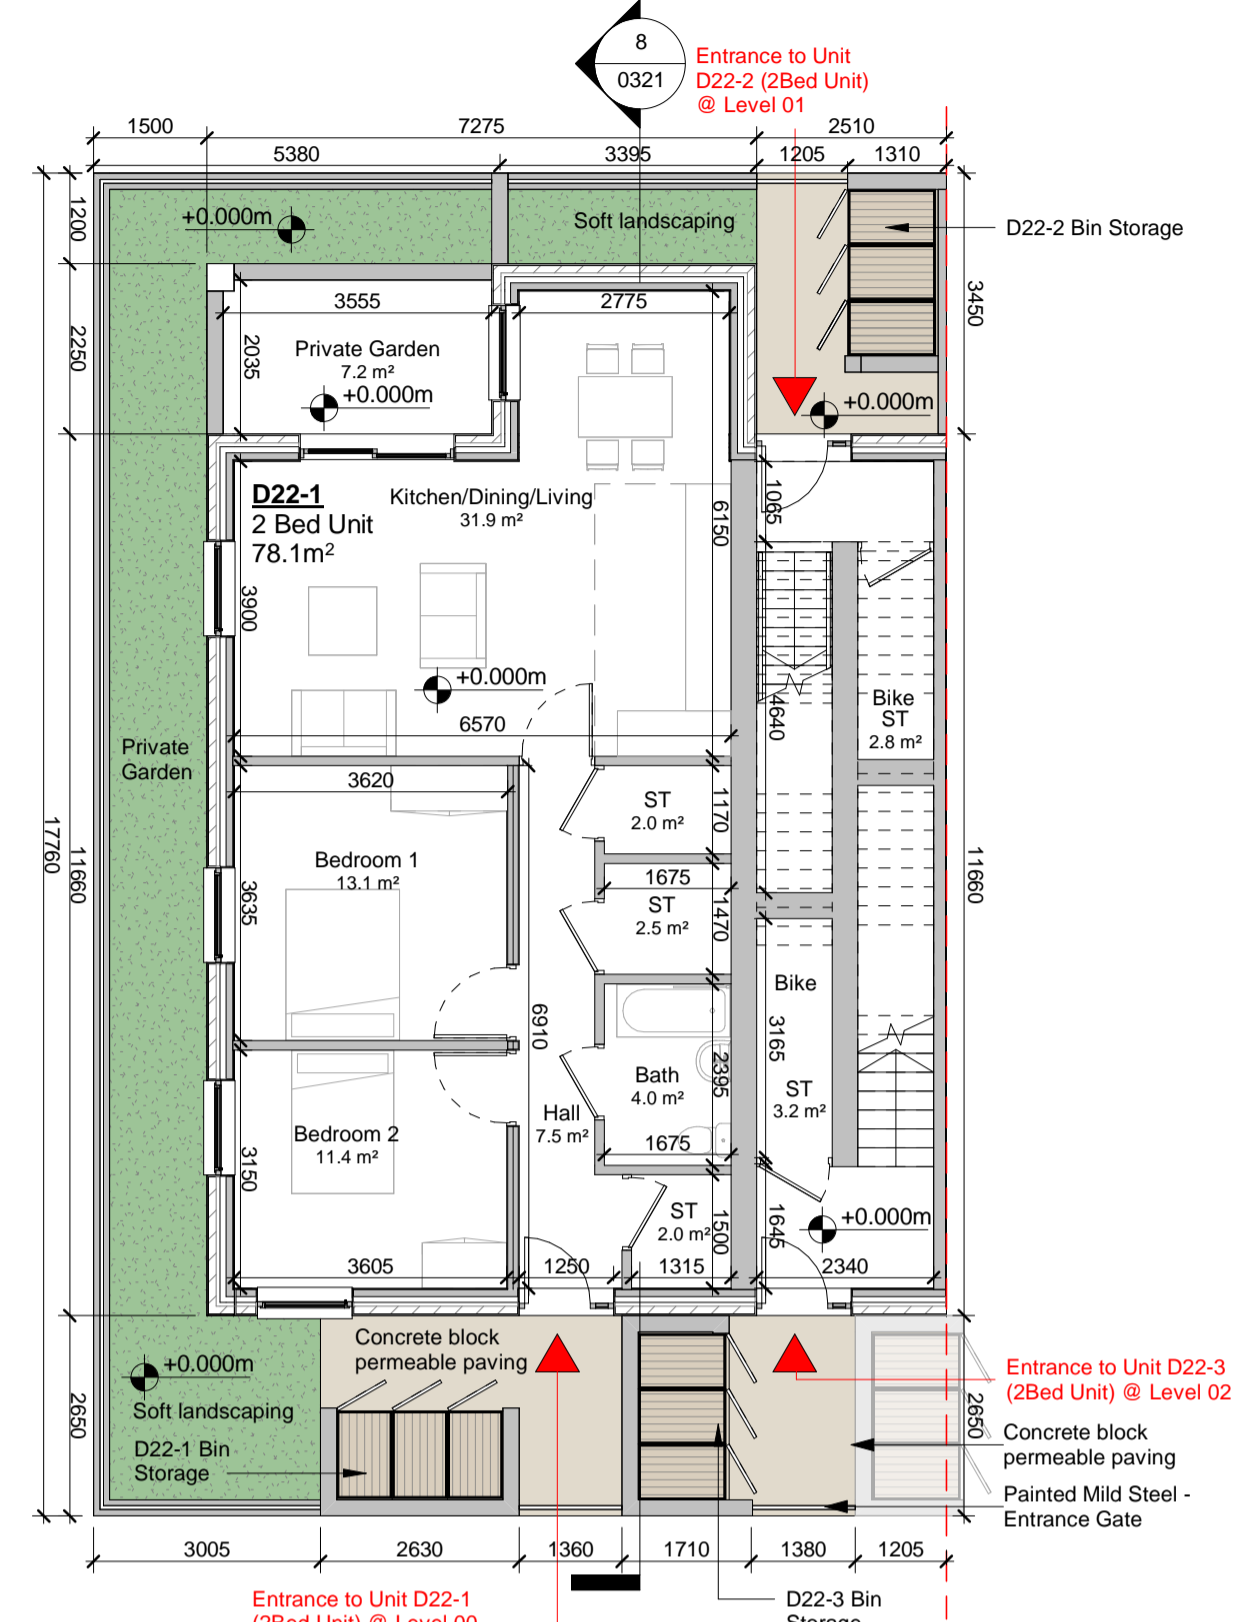 8
0321
Entrance to Unit
D22-2 (2Bed Unit)
@ Level 01
1500
7275
2510
5380
3395
1205
1310
1200
+0.000m
Soft landscaping
D22-2 Bin Storage
3450
2250
3555
2775
2035
Private Garden
7.2 m²
+0.000m
+0.000m
D22-1
2 Bed Unit
78.1m²
Kitchen/Dining/Living
31.9 m²
1065
6150
3900
+0.000m
6570
4640
Bike
ST
2.8 m²
Private
Garden
3620
ST
2.0 m²
1170
17760
11660
11660
Bedroom 1
13.1 m²
3635
1675
ST
2.5 m²
1470
Bike
6910
3165
Bath
4.0 m²
2395
ST
3.2 m²
Hall
7.5 m²
Bedroom 2
11.4 m²
3150
1675
ST
2.0 m²
1500
1645
+0.000m
3605
1250
1315
2340
Concrete block
permeable paving
+0.000m
Soft landscaping
2650
D22-1 Bin
Storage
Entrance to Unit D22-3
(2Bed Unit) @ Level 02
2650
Concrete block
permeable paving
Painted Mild Steel -
Entrance Gate
3005
2630
1360
1710
1380
1205
Entrance to Unit D22-1
(2Bed Unit) @ Level 00
D22-3 Bin
Storage